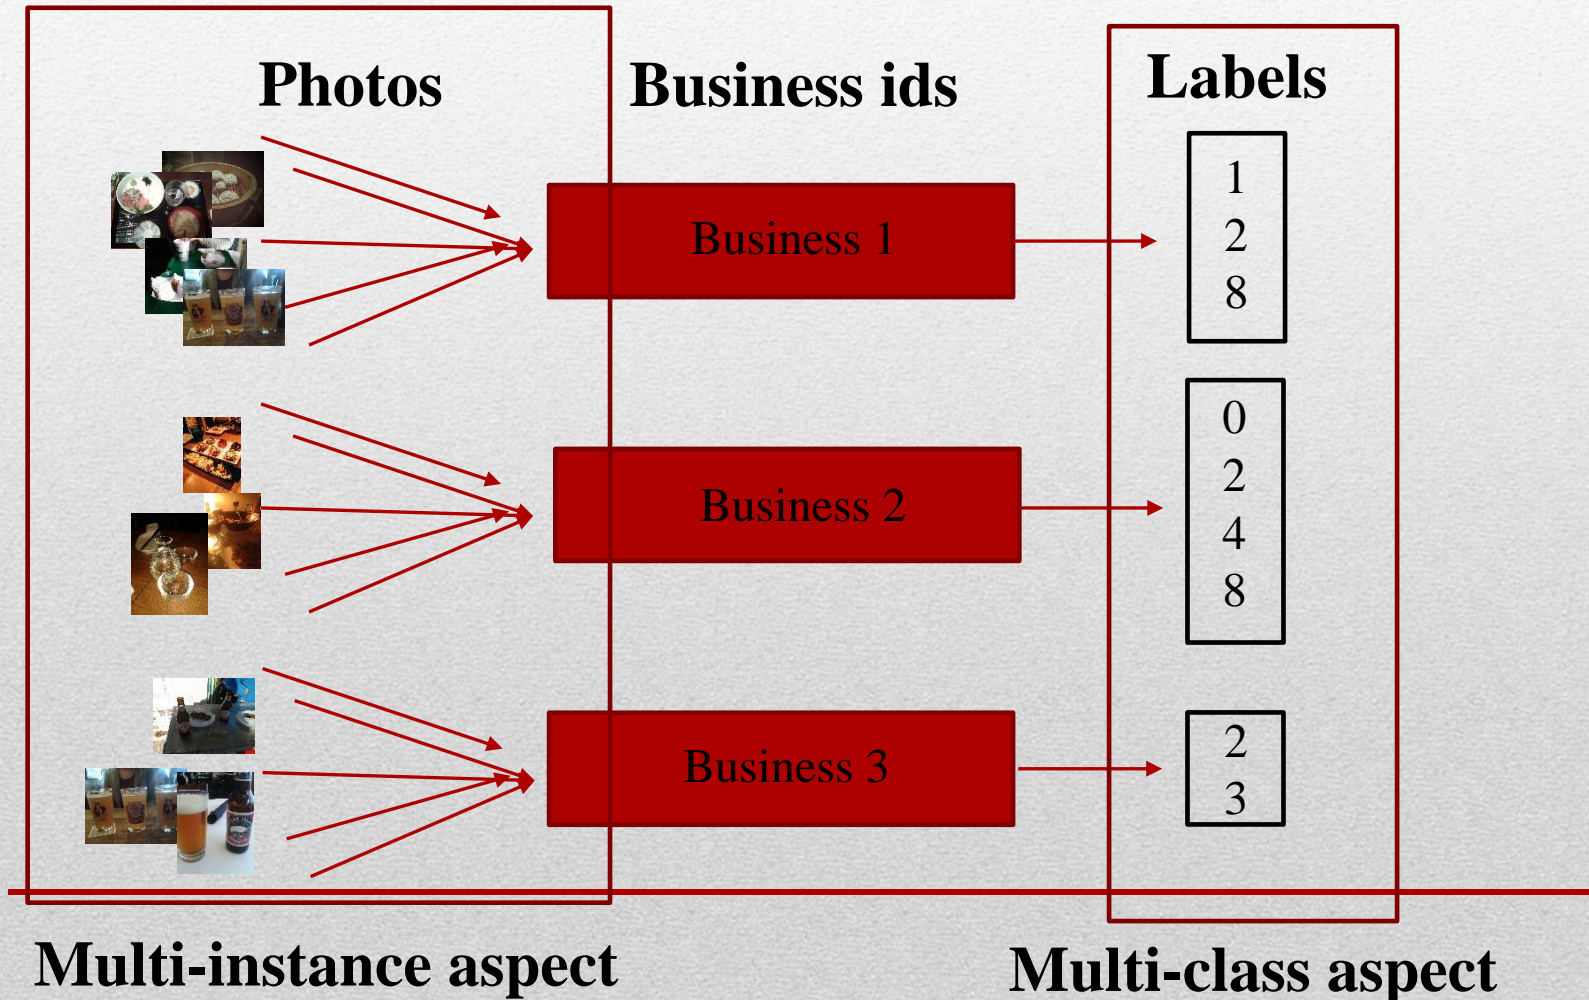 Photos
Business ids
Labels
Business 1
1
2
8
Business 2
0
2
4
8
Business 3
2
3
Multi-instance aspect
Multi-class aspect